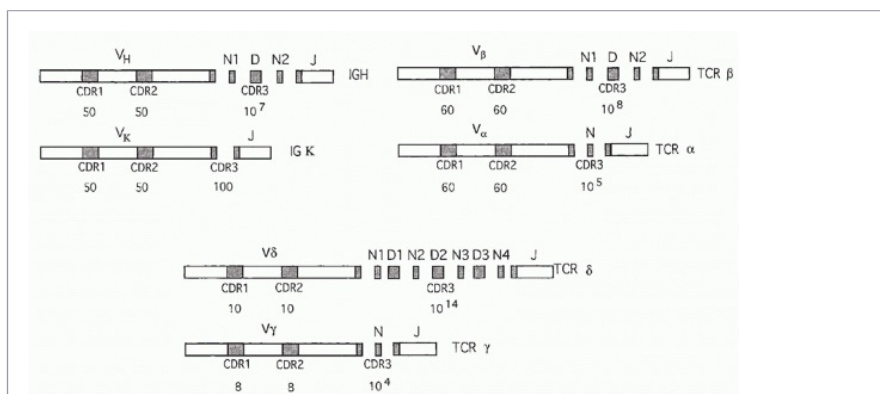 VH N1 D N2 J IGH
CDR1 CDR2 CDR3
50 50 10 7
VK J IG K
CDR1 CDR2 CDR3
50 50 100
Vβ N1 D N2 J TCR β
CDR1 CDR2 CDR3
60 60 10 8
Vα N J TCR α
CDR1 CDR2 CDR3
60 60 10 5
Vδ N1 D1 N2 D2 N3 D3 N4 J TCR δ
CDR1 CDR2 CDR3
10 10 10 14
Vγ N J TCR γ
CDR1 CDR2 CDR3
8 8 10 4